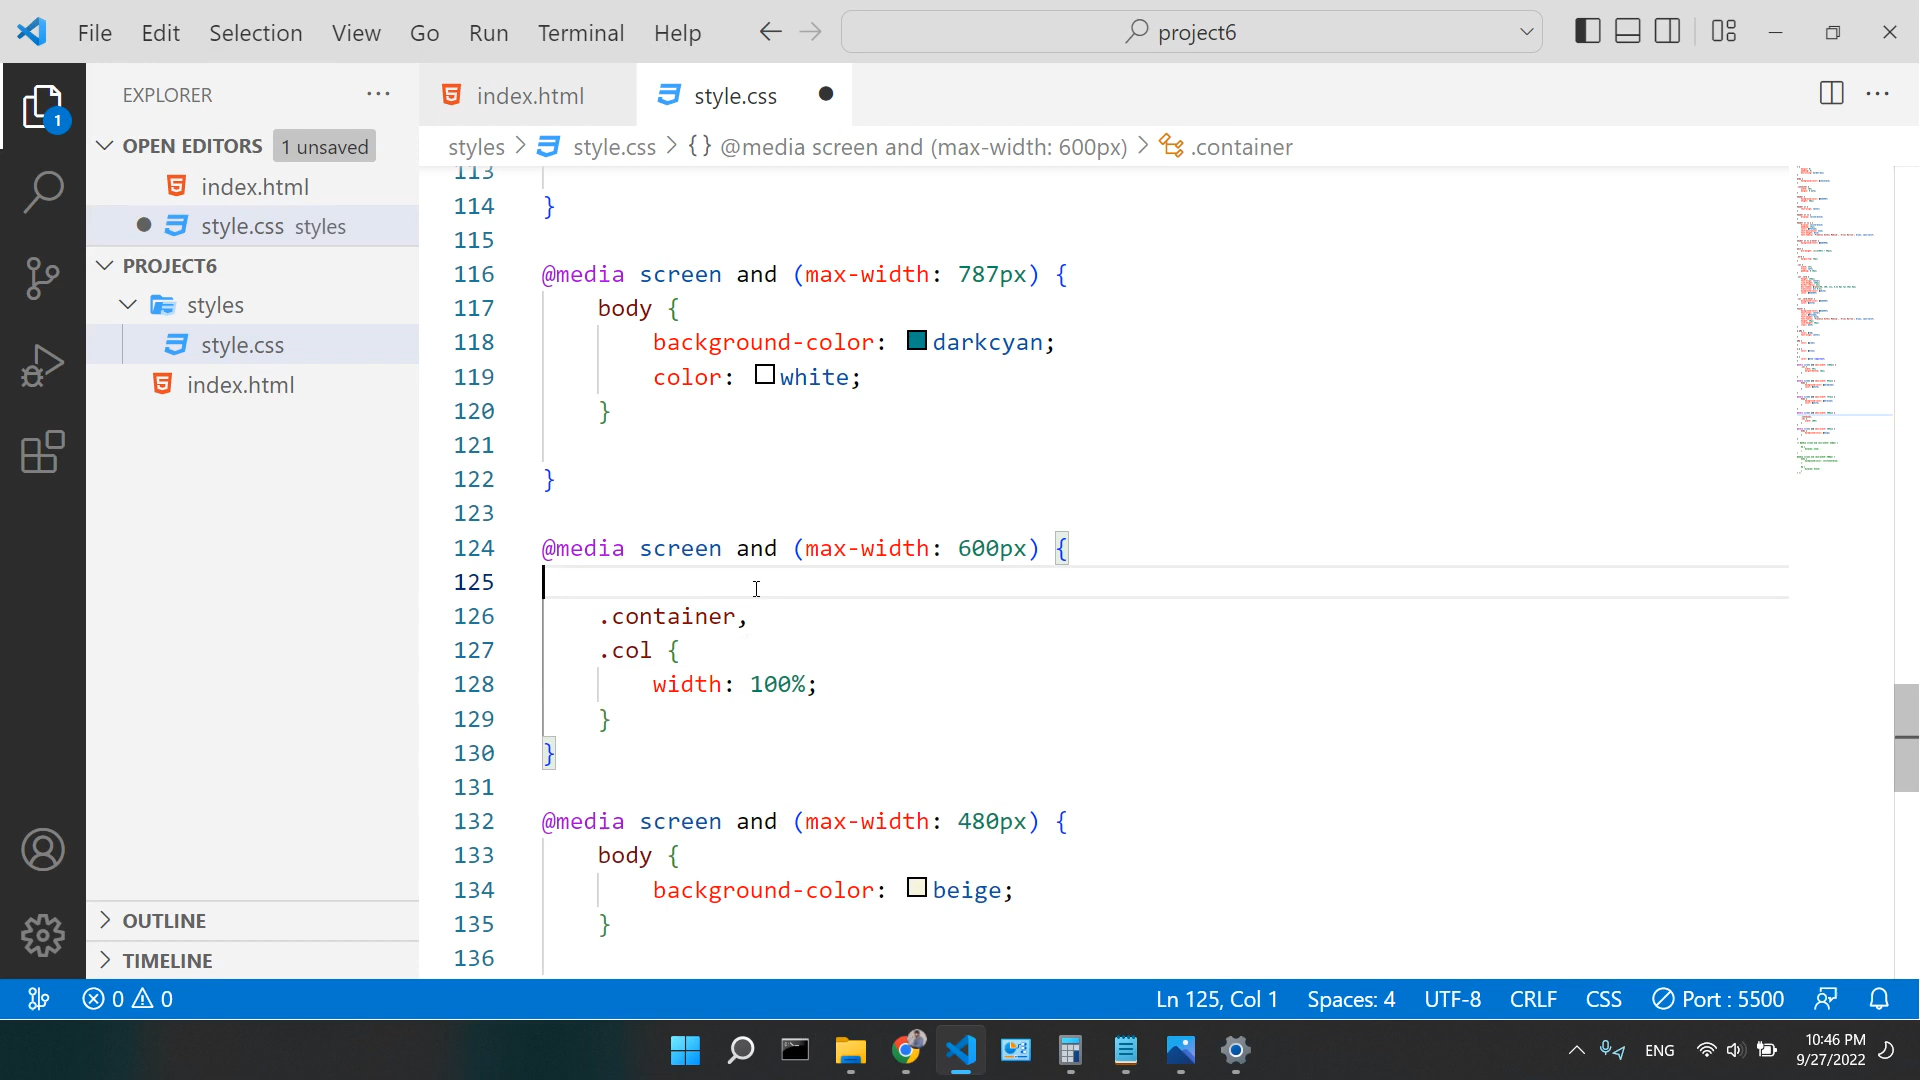 File Edit Selection View Go Run Terminal Help project6
EXPLORER
index.html style.css
OPEN EDITORS 1 unsaved
styles > style.css > {} @media screen and (max-width: 600px) > .container
index.html
style.css styles
PROJECT6
styles
style.css
index.html
OUTLINE
TIMELINE
1
113
114 }
115
116 @media screen and (max-width: 787px) {
117 body {
118 background-color: darkcyan;
119 color: white;
120 }
121
122 }
123
124 @media screen and (max-width: 600px) {
125
126 .container,
127 .col {
128 width: 100%;
129 }
130 }
131
132 @media screen and (max-width: 480px) {
133 body {
134 background-color: beige;
135 }
136
0 0 Ln 125, Col 1 Spaces: 4 UTF-8 CRLF CSS Port : 5500
ENG 10:46 PM
9/27/2022